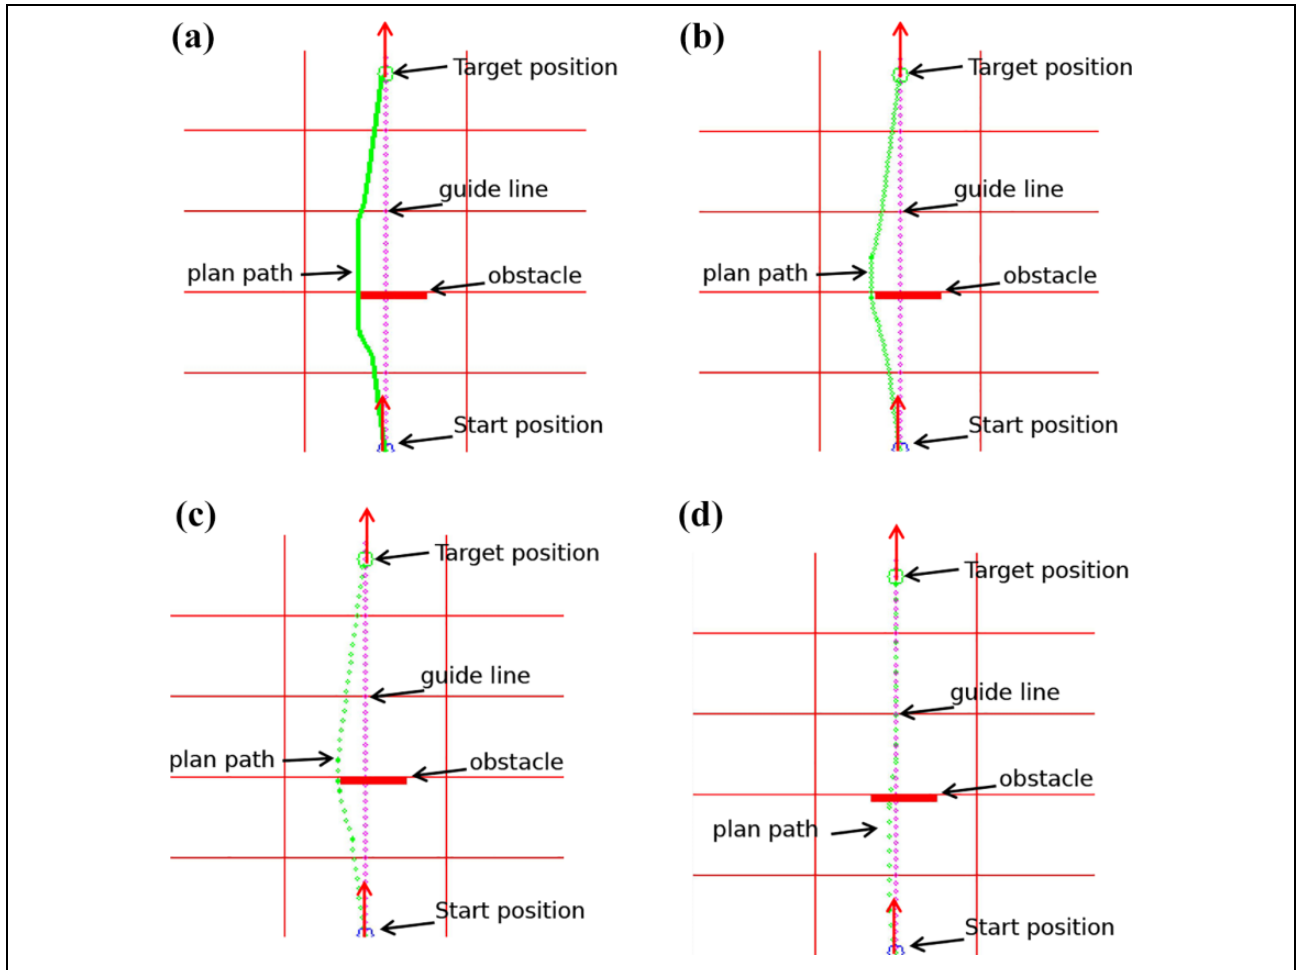 (a)
Target position
guide line
plan path
obstacle
Start position
(b)
Target position
guide line
plan path
obstacle
Start position
(c)
Target position
guide line
plan path
obstacle
Start position
(d)
Target position
guide line
obstacle
plan path
Start position